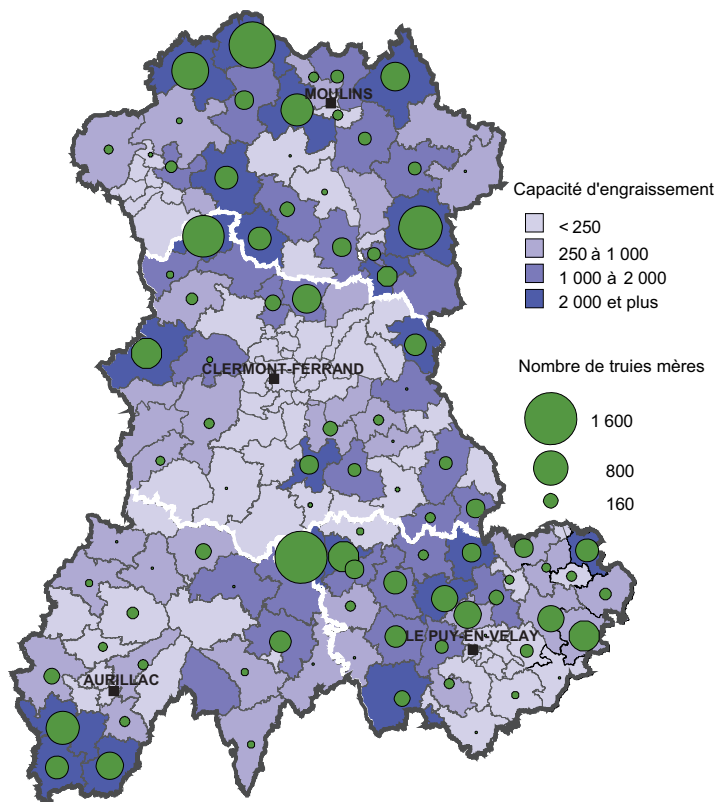 MOULINS
Capacité d'engraissement
< 250
250 à 1 000
1 000 à 2 000
2 000 et plus
CLERMONT-FERRAND
Nombre de truies mères
1 600
800
160
LE PUY-EN-VELAY
AURILLAC